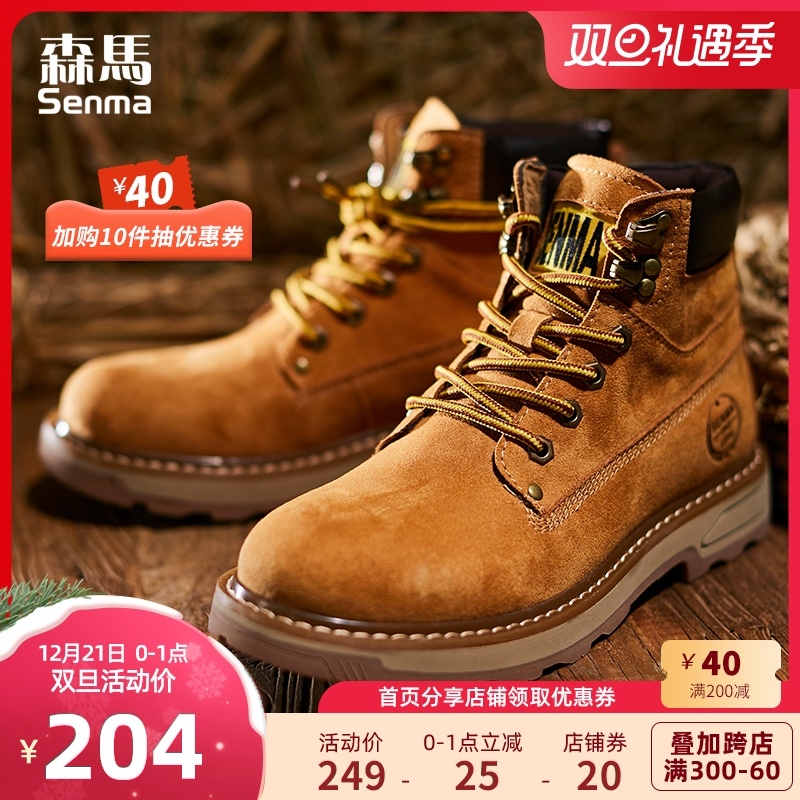 森馬
Senma
双旦礼遇季
¥40
加购10件抽优惠券
12月21日 0-1点
双旦活动价
¥204
¥40
满200减
首页分享店铺领取优惠券
活动价 0-1点立减 店铺券
249 - 25 - 20
叠加跨店
满300-60